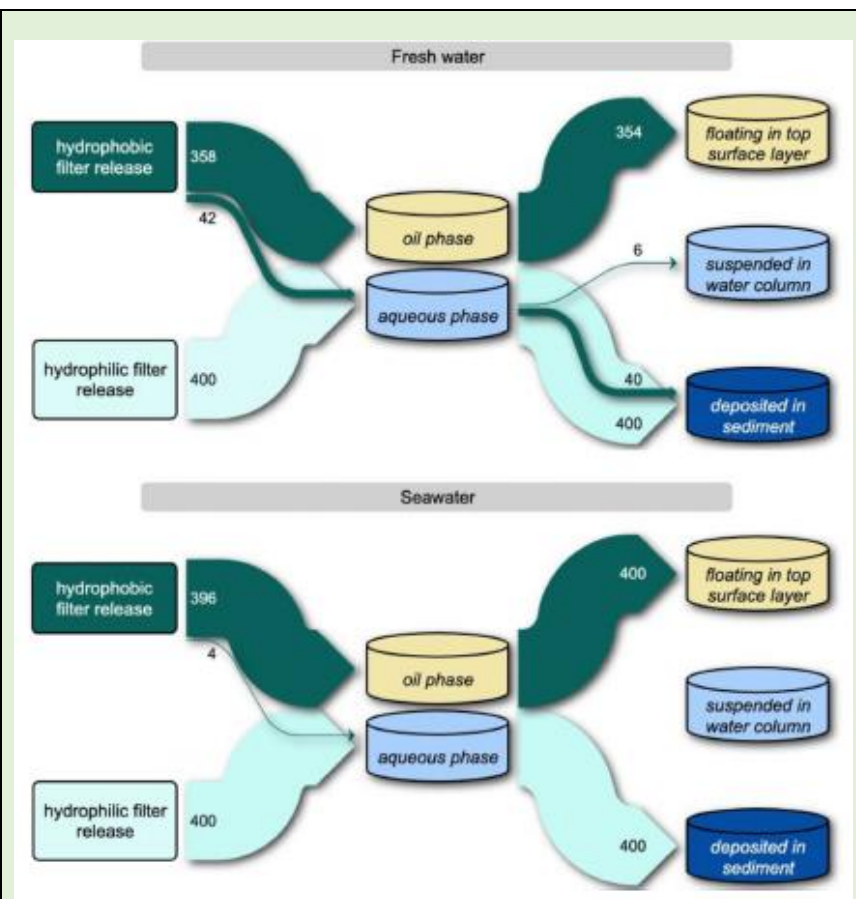 Fresh water
hydrophobic
filter release
358
42
hydrophilic filter
release
400
oil phase
aqueous phase
354
6
40
400
floating in top
surface layer
suspended in
water column
deposited in
sediment
Seawater
hydrophobic
filter release
396
4
hydrophilic filter
release
400
oil phase
aqueous phase
400
400
floating in top
surface layer
suspended in
water column
deposited in
sediment